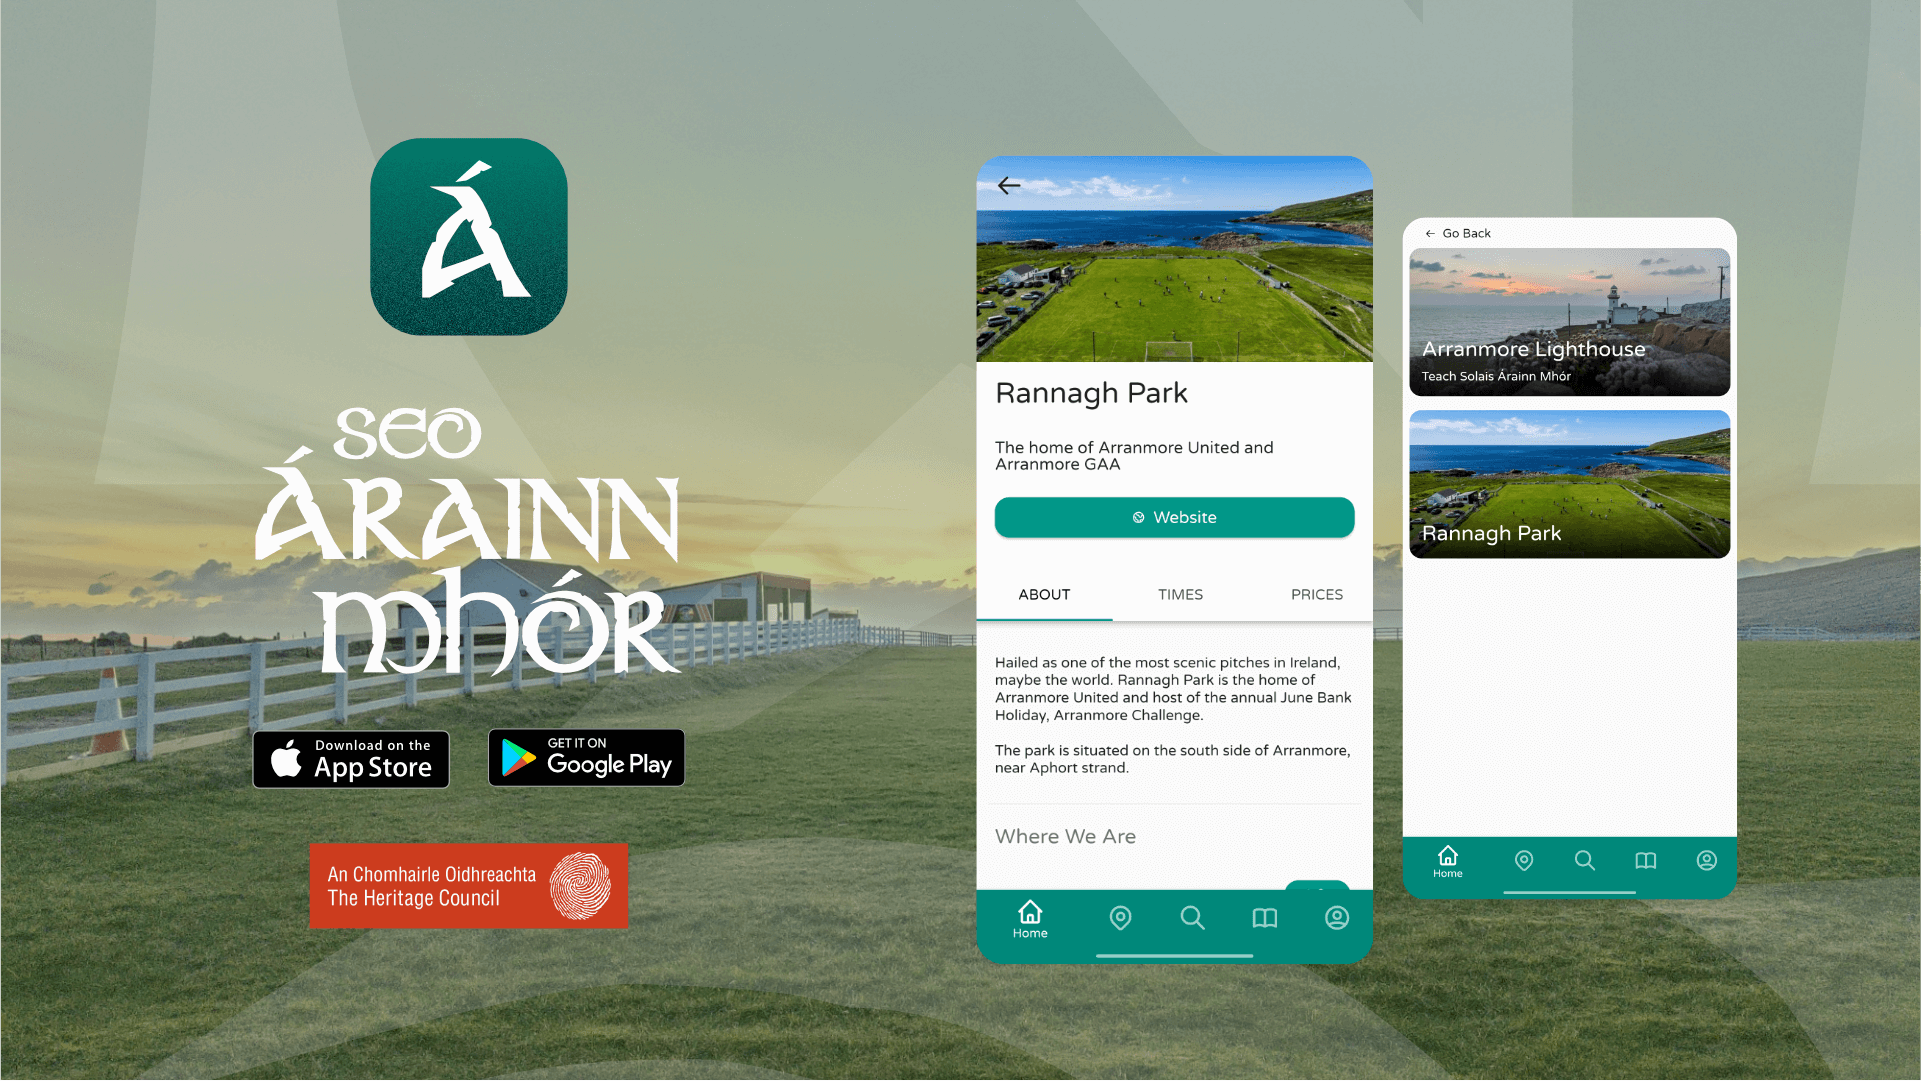 Á
SEO
ÁRAINN
MHÓR
Download on the
App Store
GET IT ON
Google Play
An Chomhairle Oidhreachta
The Heritage Council
Rannagh Park
The home of Arranmore United and
Arranmore GAA
Website
ABOUT TIMES PRICES
Hailed as one of the most scenic pitches in Ireland,
maybe the world. Rannagh Park is the home of
Arranmore United and host of the annual June Bank
Holiday, Arranmore Challenge.
The park is situated on the south side of Arranmore,
near Aphort strand.
Where We Are
Home
Go Back
Arranmore Lighthouse
Teach Solais Árainn Mhór
Rannagh Park
Home